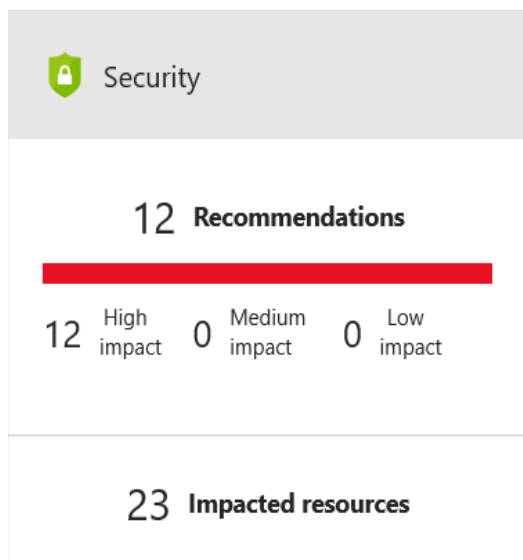 Security
12 Recommendations
12 High impact 0 Medium impact 0 Low impact
23 Impacted resources